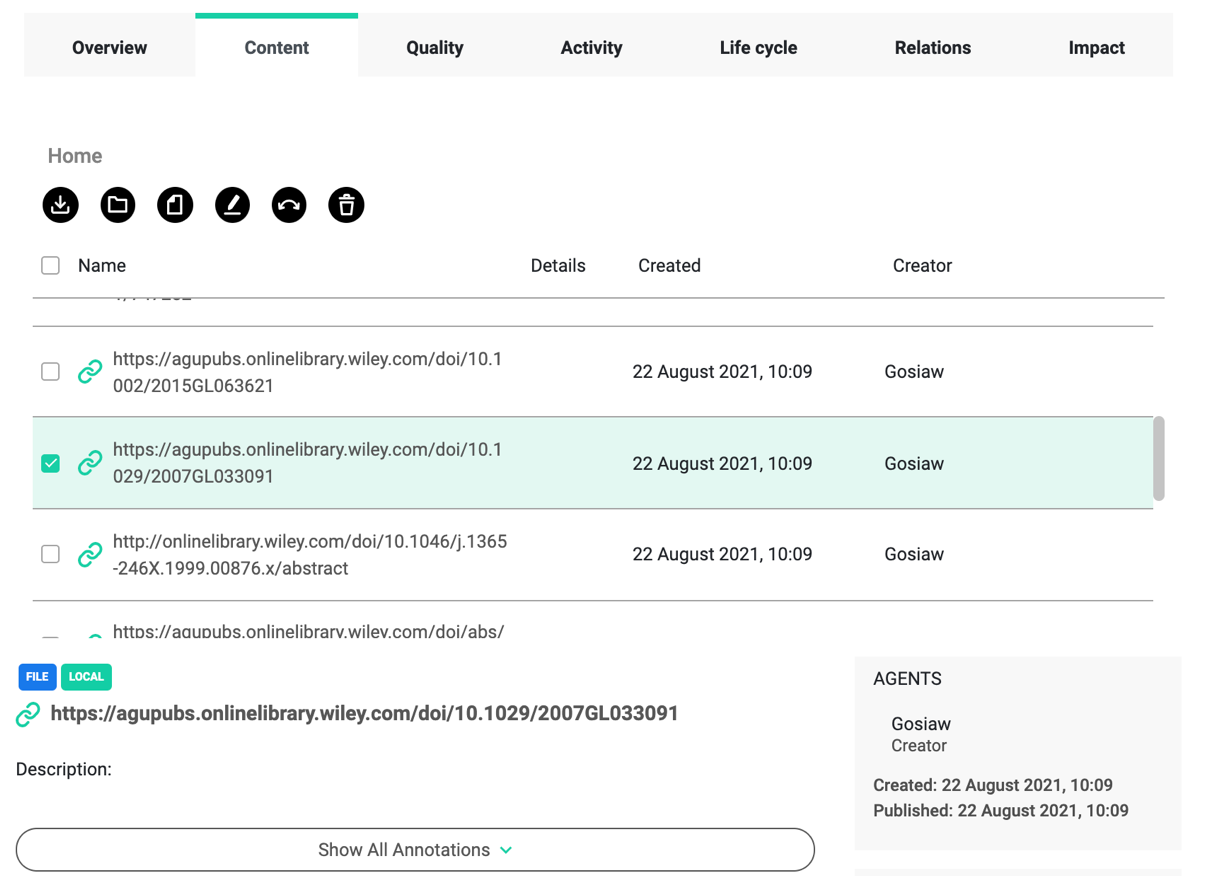 Overview Content Quality Activity Life cycle Relations Impact
Home
Name Details Created Creator
https://agupubs.onlinelibrary.wiley.com/doi/10.1
002/2015GL063621
22 August 2021, 10:09 Gosiaw
https://agupubs.onlinelibrary.wiley.com/doi/10.1
029/2007GL033091
22 August 2021, 10:09 Gosiaw
http://onlinelibrary.wiley.com/doi/10.1046/j.1365
-246X.1999.00876.x/abstract
22 August 2021, 10:09 Gosiaw
https://agupubs.onlinelibrary.wiley.com/doi/abs/
FILE LOCAL
https://agupubs.onlinelibrary.wiley.com/doi/10.1029/2007GL033091
Description:
Show All Annotations
AGENTS
Gosiaw
Creator
Created: 22 August 2021, 10:09
Published: 22 August 2021, 10:09